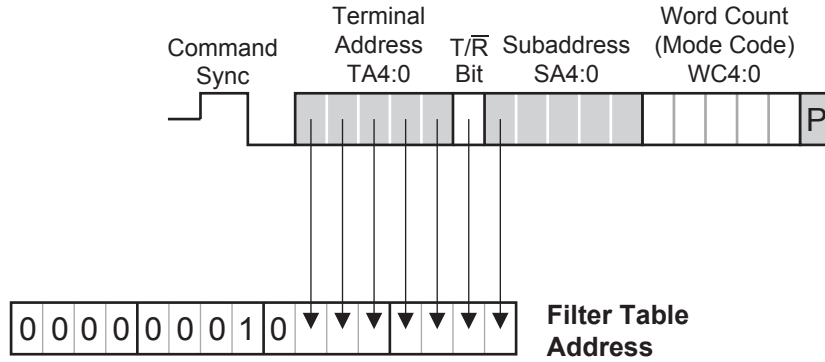 Command
Sync
Terminal
Address
TA4:0
T/R̅
Bit
Subaddress
SA4:0
Word Count
(Mode Code)
WC4:0
P
0 0 0 0 0 0 0 1 0
Filter Table
Address